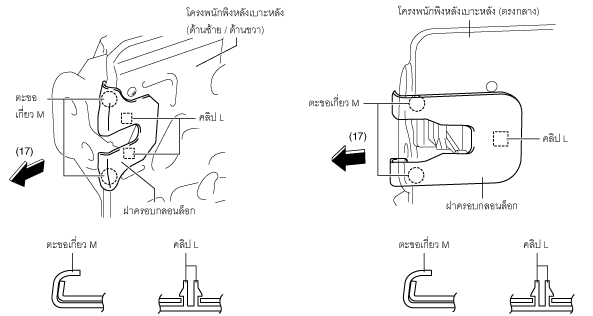 โครงพนักพิงหลังเบาะหลัง
(ด้านซ้าย / ด้านขวา)
ตะขอ
เกี่ยว M
คลิป L
(17)
ฝาครอบกลอนล็อก
ตะขอเกี่ยว M
คลิป L
โครงพนักพิงหลังเบาะหลัง (ตรงกลาง)
ตะขอเกี่ยว M
(17)
คลิป L
ฝาครอบกลอนล็อก
ตะขอเกี่ยว M
คลิป L